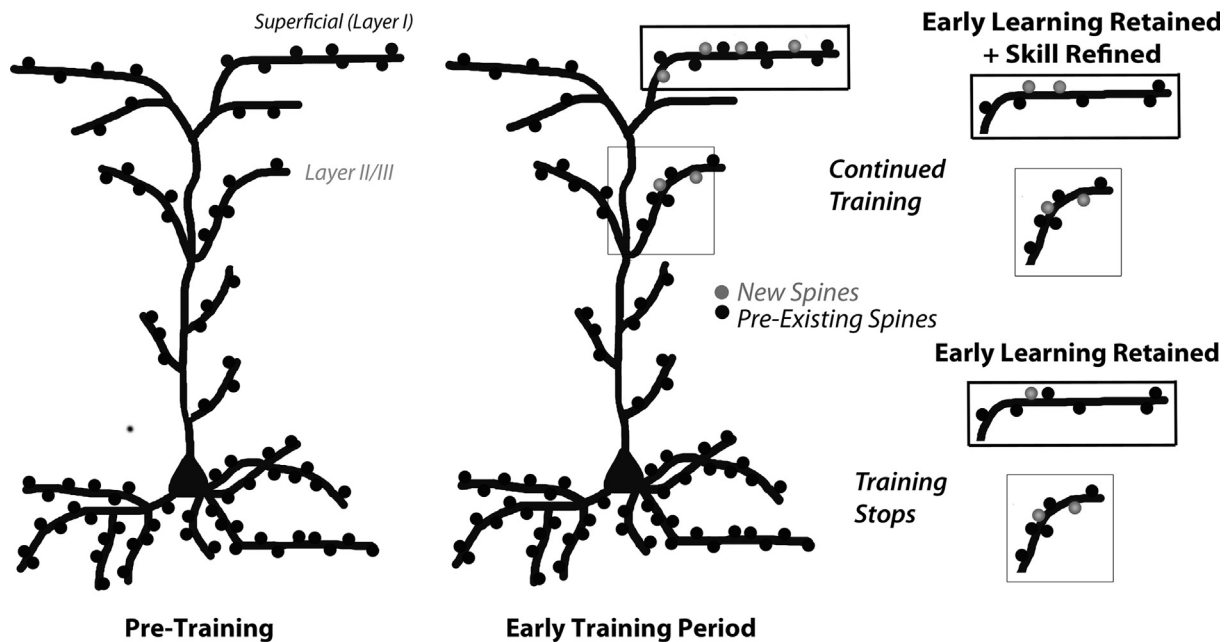 Superficial (Layer I)
Layer II/III
Early Learning Retained
+ Skill Refined
Continued
Training
New Spines
Pre-Existing Spines
Early Learning Retained
Training
Stops
Pre-Training
Early Training Period